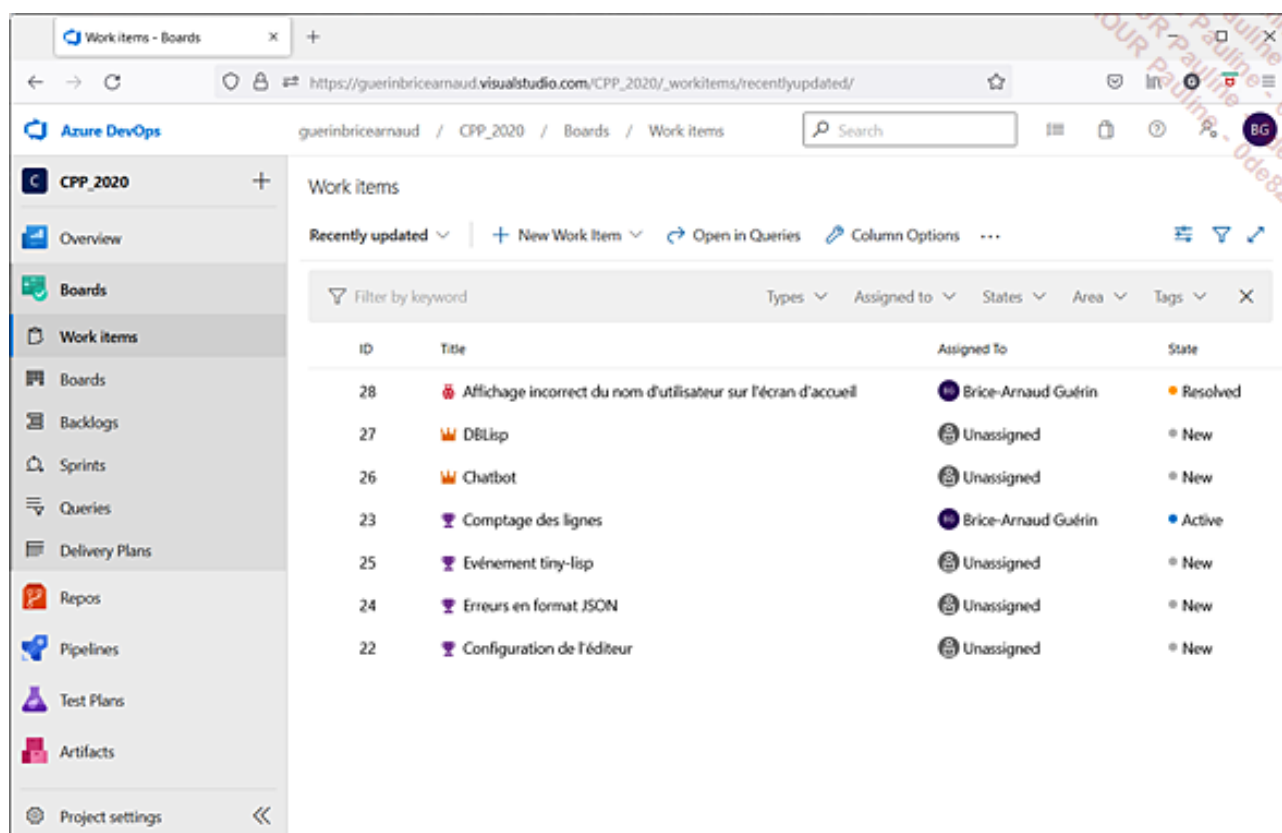 Work items - Boards
https://guerinbricearnaud.visualstudio.com/CPP_2020/_workitems/recentlyupdated/
Azure DevOps
guerinbricearnaud / CPP_2020 / Boards / Work items
Search
BG
C CPP_2020
Work items
Overview
Recently updated
New Work Item
Open in Queries
Column Options
Boards
Filter by keyword
Types
Assigned to
States
Area
Tags
Work items
ID Title Assigned To State
Boards
28 Affichage incorrect du nom d'utilisateur sur l'écran d'accueil BG Brice-Arnaud Guérin Resolved
Backlogs
27 DBLisp Unassigned New
Sprints
26 Chatbot Unassigned New
Queries
23 Comptage des lignes BG Brice-Arnaud Guérin Active
Delivery Plans
25 Evénement tiny-lisp Unassigned New
Repos
24 Erreurs en format JSON Unassigned New
Pipelines
22 Configuration de l'éditeur Unassigned New
Test Plans
Artifacts
Project settings
Pauline